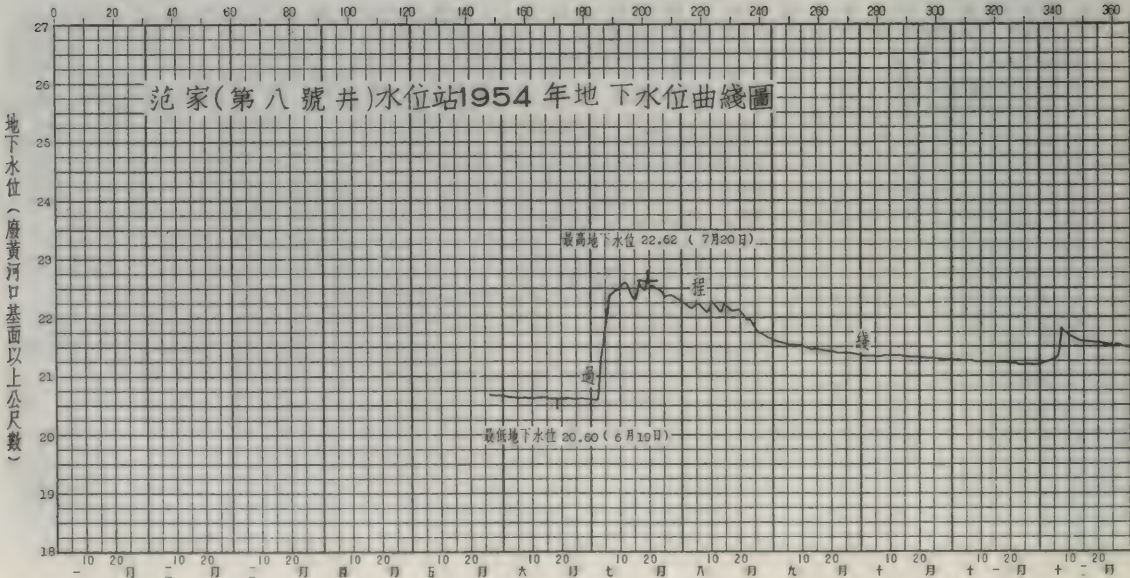 0 20 40 60 80 100 120 140 160 180 200 220 240 260 280 300 320 340 360
范家(第八號井)水位站1954年地下水位曲綫圖
地下水位(廢黃河口基面以上公尺數)
27
26
25
24
23
22
21
20
19
18
最高地下水位 22.62 ( 7月20日)
過
程
綫
最低地下水位 20.60 ( 6月19日)
10 20 10 20 10 20 10 20 10 20 10 20 10 20 10 20 10 20 10 20 10 20 10 20
一月 二月 三月 四月 五月 六月 七月 八月 九月 十月 十一月 十二月